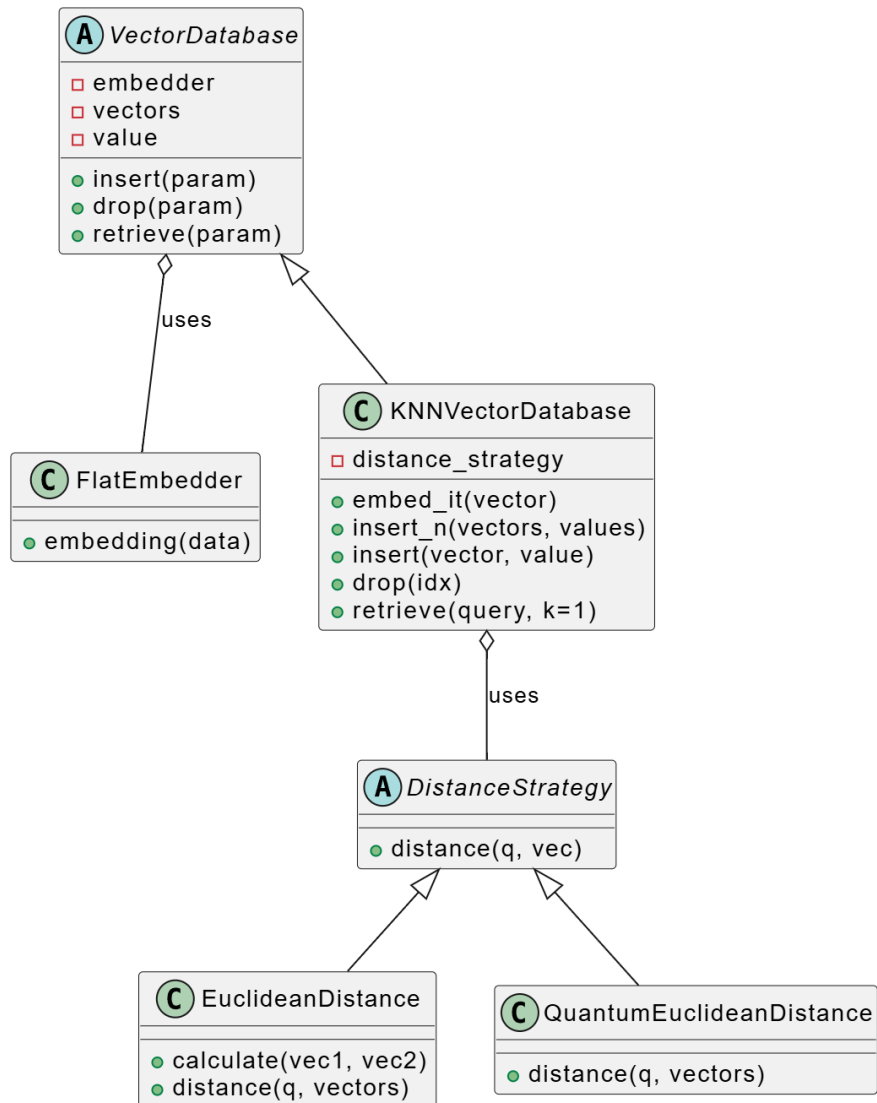 A VectorDatabase
embedder
vectors
value
insert(param)
drop(param)
retrieve(param)
uses
C KNNVectorDatabase
distance_strategy
embed_it(vector)
insert_n(vectors, values)
insert(vector, value)
drop(idx)
retrieve(query, k=1)
C FlatEmbedder
embedding(data)
uses
A DistanceStrategy
distance(q, vec)
C EuclideanDistance
calculate(vec1, vec2)
distance(q, vectors)
C QuantumEuclideanDistance
distance(q, vectors)